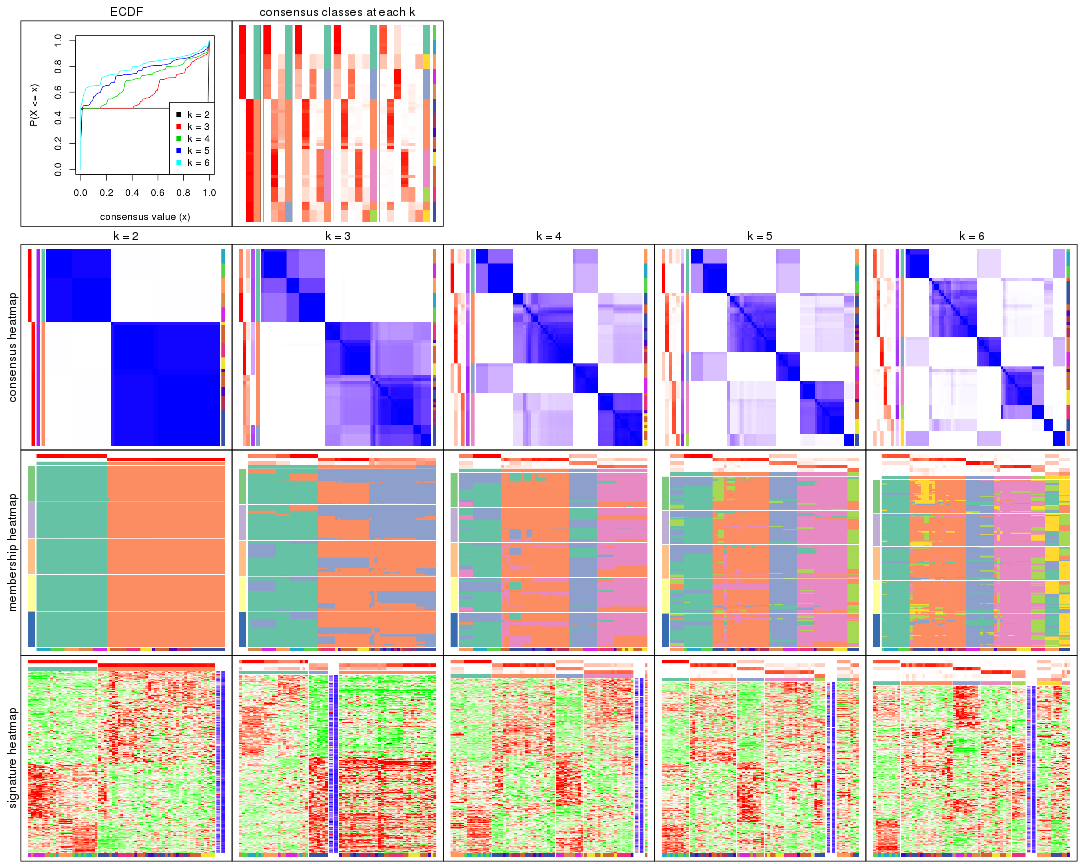 ECDF
consensus classes at each k
P(X <= x)
0.0
0.2
0.4
0.6
0.8
1.0
k = 2
k = 3
k = 4
k = 5
k = 6
0.0 0.2 0.4 0.6 0.8 1.0
consensus value (x)
k = 2
k = 3
k = 4
k = 5
k = 6
consensus heatmap
membership heatmap
signature heatmap